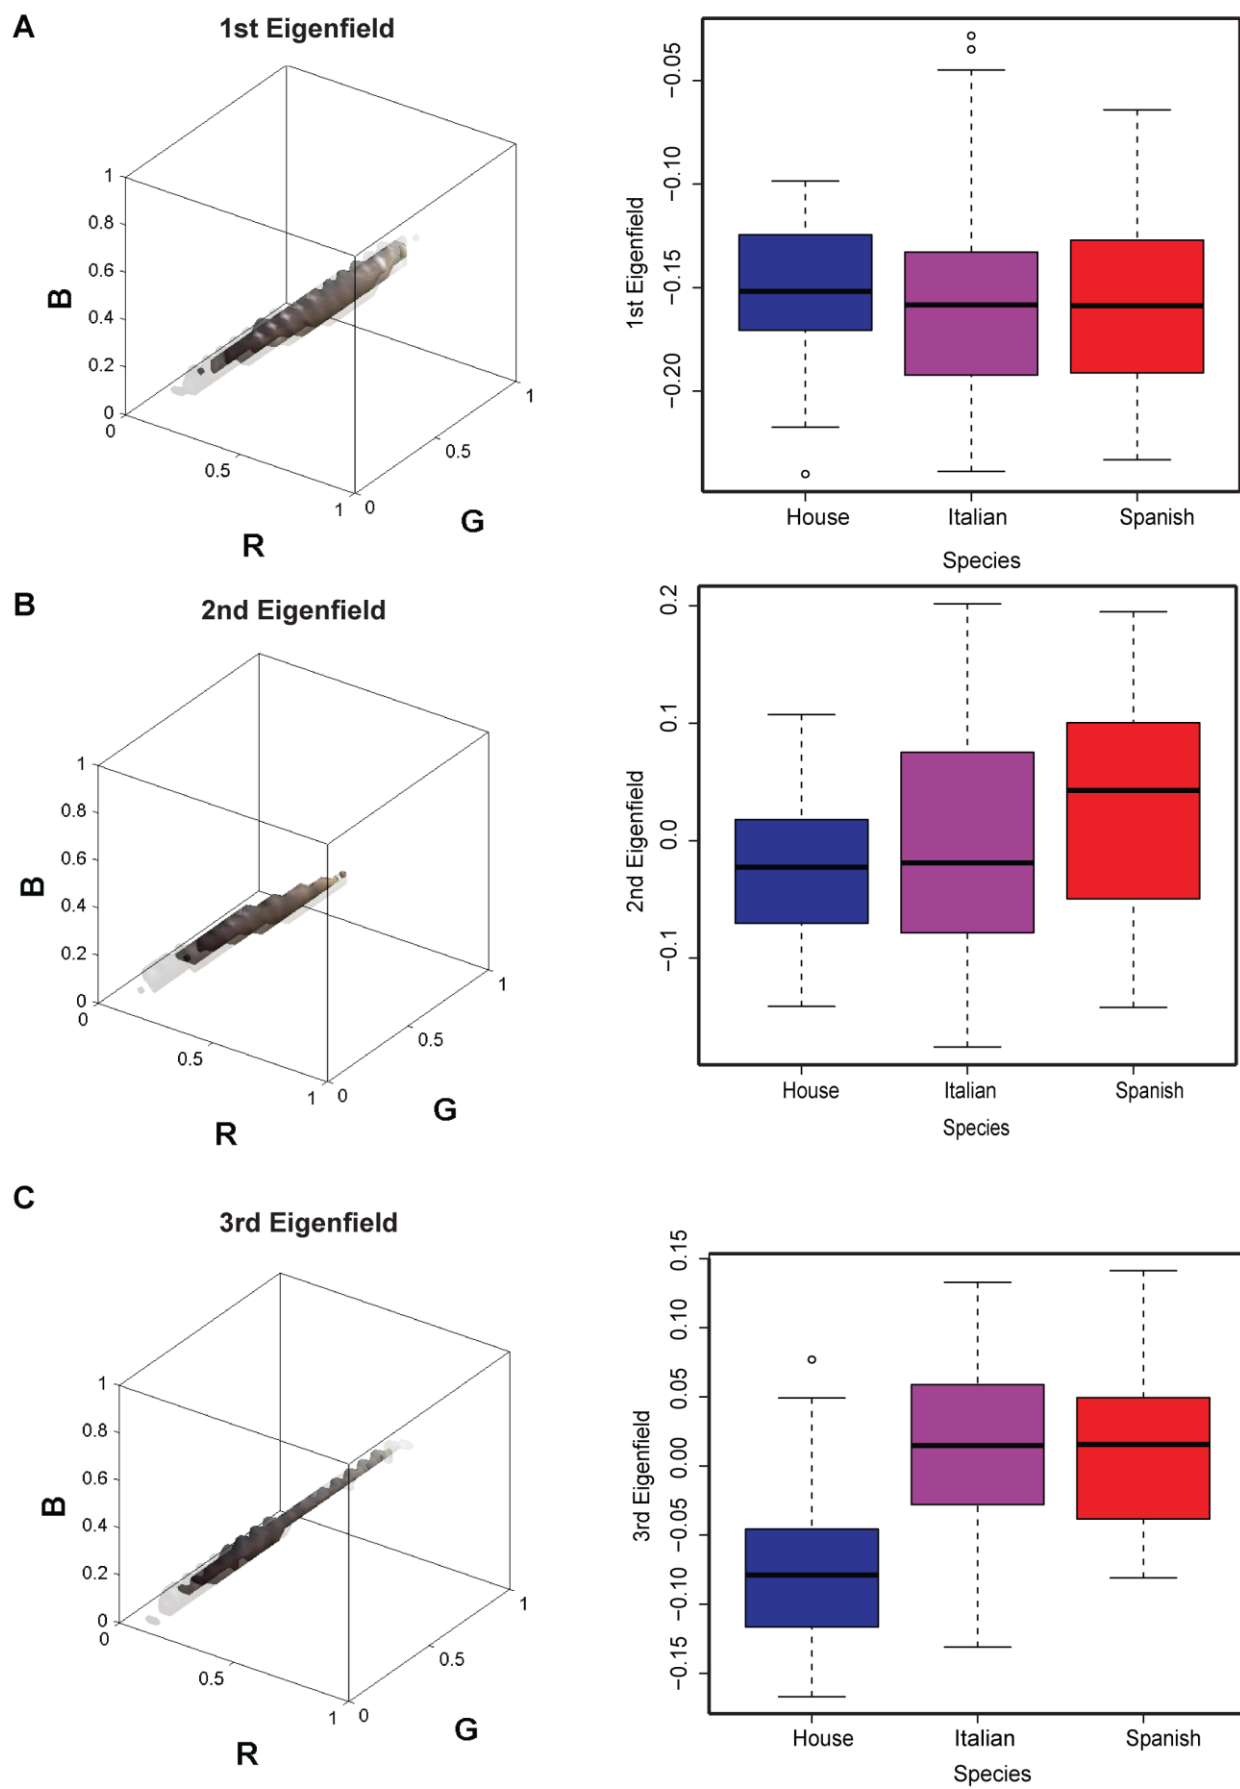 A
1st Eigenfield
1
0.8
0.6
0.4
0.2
0
B
0
0.5
1
R
0
0.5
1
G
−0.05
−0.10
−0.15
−0.20
1st Eigenfield
House Italian Spanish
Species
B
2nd Eigenfield
1
0.8
0.6
0.4
0.2
0
B
0
0.5
1
R
0
0.5
1
G
0.2
0.1
0.0
−0.1
2nd Eigenfield
House Italian Spanish
Species
C
3rd Eigenfield
1
0.8
0.6
0.4
0.2
0
B
0
0.5
1
R
0
0.5
1
G
0.15
0.10
0.05
0.00
−0.05
−0.10
−0.15
3rd Eigenfield
House Italian Spanish
Species